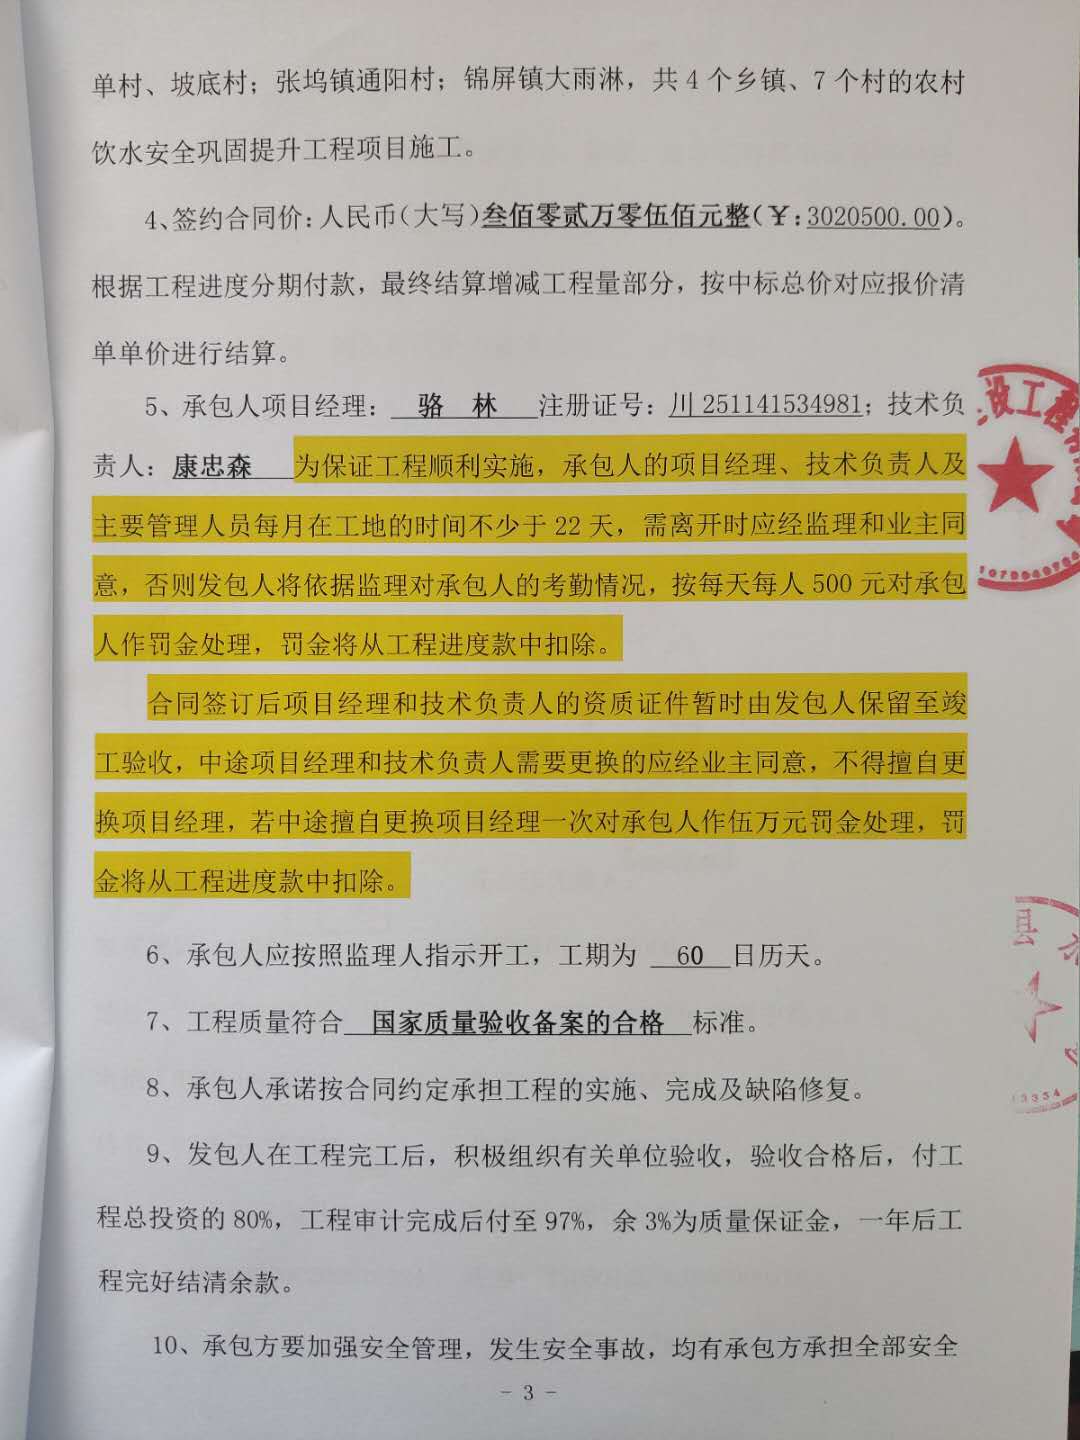 单村、坡底村；张坞镇通阳村；锦屏镇大雨淋，共 4 个乡镇、7 个村的农村
饮水安全巩固提升工程项目施工。
4、签约合同价：人民币（大写）叁佰零贰万零伍佰元整（￥：3020500.00）。
根据工程进度分期付款，最终结算增减工程量部分，按中标总价对应报价清
单单价进行结算。
5、承包人项目经理： 骆 林 注册证号：川 251141534981；技术负
责人：康忠森 为保证工程顺利实施，承包人的项目经理、技术负责人及
主要管理人员每月在工地的时间不少于 22 天，需离开时应经监理和业主同
意，否则发包人将依据监理对承包人的考勤情况，按每天每人 500 元对承包
人作罚金处理，罚金将从工程进度款中扣除。
合同签订后项目经理和技术负责人的资质证件暂时由发包人保留至竣
工验收，中途项目经理和技术负责人需要更换的应经业主同意，不得擅自更
换项目经理，若中途擅自更换项目经理一次对承包人作伍万元罚金处理，罚
金将从工程进度款中扣除。
6、承包人应按照监理人指示开工，工期为 60 日历天。
7、工程质量符合 国家质量验收备案的合格 标准。
8、承包人承诺按合同约定承担工程的实施、完成及缺陷修复。
9、发包人在工程完工后，积极组织有关单位验收，验收合格后，付工
程总投资的 80%，工程审计完成后付至 97%，余 3%为质量保证金，一年后工
程完好结清余款。
10、承包方要加强安全管理，发生安全事故，均有承包方承担全部安全
- 3 -
设工程
县
13334